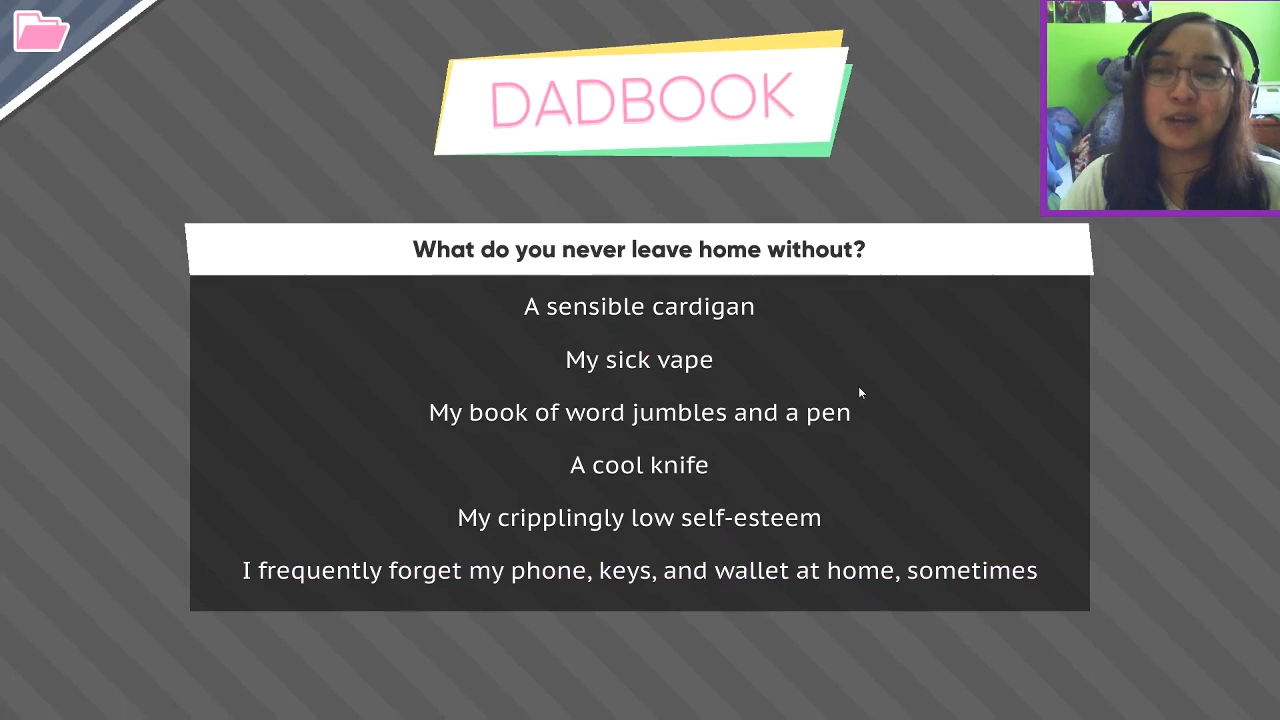 DADBOOK
What do you never leave home without?
A sensible cardigan
My sick vape
My book of word jumbles and a pen
A cool knife
My cripplingly low self-esteem
I frequently forget my phone, keys, and wallet at home, sometimes